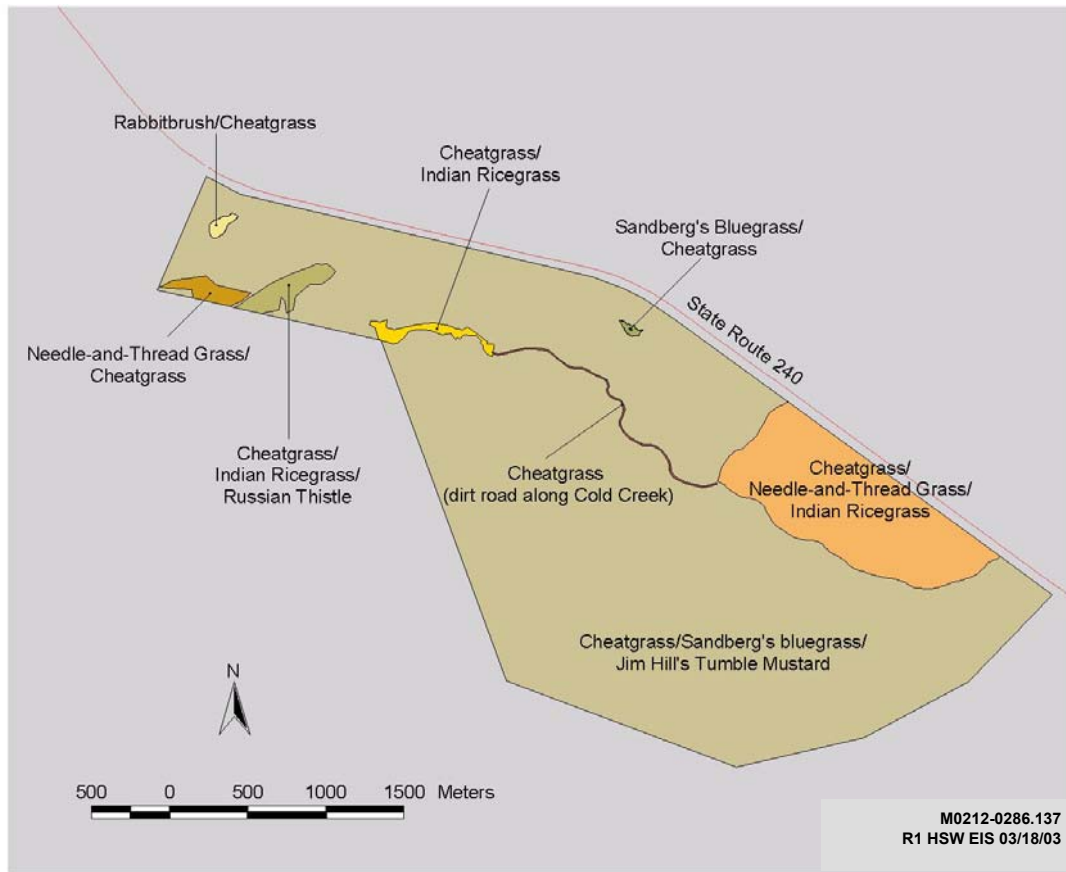 Rabbitbrush/Cheatgrass
Cheatgrass/
Indian Ricegrass
Sandberg's Bluegrass/
Cheatgrass
State Route 240
Needle-and-Thread Grass/
Cheatgrass
Cheatgrass/
Indian Ricegrass/
Russian Thistle
Cheatgrass
(dirt road along Cold Creek)
Cheatgrass/
Needle-and-Thread Grass/
Indian Ricegrass
Cheatgrass/Sandberg's bluegrass/
Jim Hill's Tumble Mustard
N
500 0 500 1000 1500 Meters
M0212-0286.137
R1 HSW EIS 03/18/03